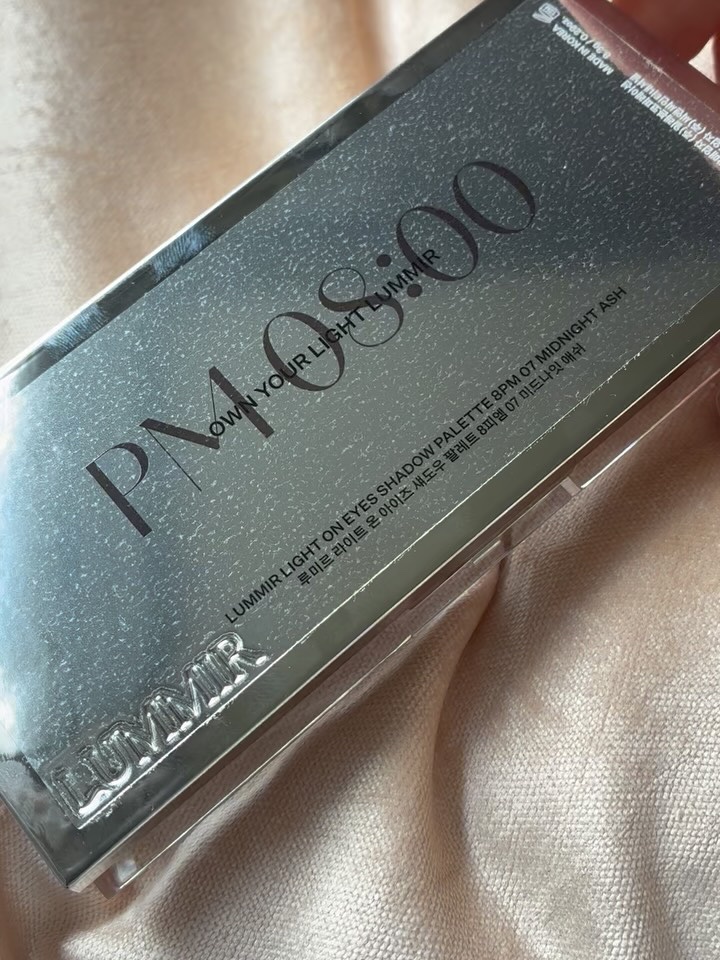 PM 08:00
OWN YOUR LIGHT LUMMIR
LUMMIR LIGHT ON EYES SHADOW PALETTE 8PM 07 MIDNIGHT ASH
루미르 라이트 온 아이즈 섀도우 팔레트 8피엠 07 미드나잇 애쉬
LUMMIR
MADE IN KOREA